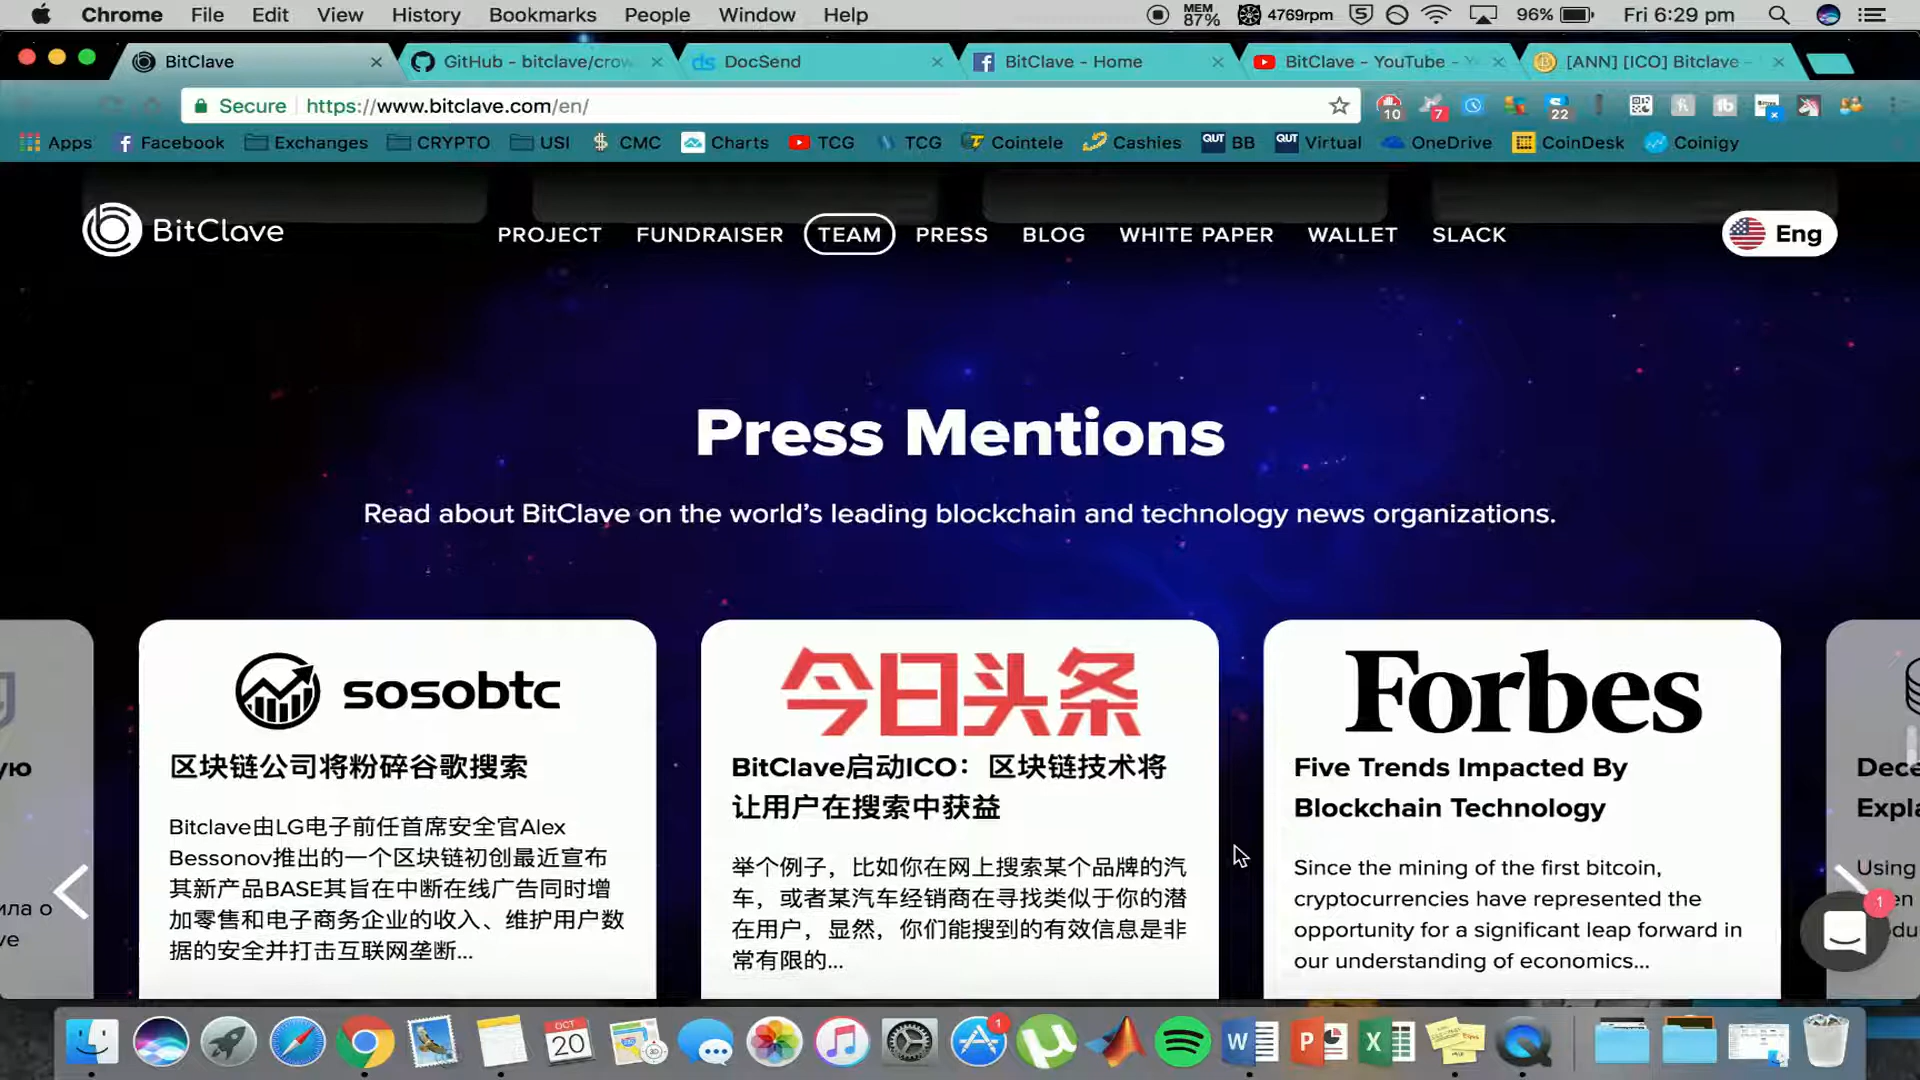 Chrome File Edit View History Bookmarks People Window Help MEM 87% 4769rpm 5 96% Fri 6:29 pm
BitClave GitHub - bitclave/crow DocSend BitClave - Home BitClave - YouTube - Y [ANN] [ICO] Bitclave -
Secure https://www.bitclave.com/en/ 10 7 22
Apps Facebook Exchanges CRYPTO USI CMC Charts TCG TCG Cointele Cashies QUT BB QUT Virtual OneDrive CoinDesk Coinigy
BitClave PROJECT FUNDRAISER TEAM PRESS BLOG WHITE PAPER WALLET SLACK Eng
Press Mentions
Read about BitClave on the world's leading blockchain and technology news organizations.
sosobtc
区块链公司将粉碎谷歌搜索
Bitclave由LG电子前任首席安全官Alex
Bessonov推出的一个区块链初创最近宣布
其新产品BASE其旨在中断在线广告同时增
加零售和电子商务企业的收入、维护用户数
据的安全并打击互联网垄断...
今日头条
BitClave启动ICO：区块链技术将
让用户在搜索中获益
举个例子，比如你在网上搜索某个品牌的汽
车，或者某汽车经销商在寻找类似于你的潜
在用户，显然，你们能搜到的有效信息是非
常有限的...
Forbes
Five Trends Impacted By
Blockchain Technology
Since the mining of the first bitcoin,
cryptocurrencies have represented the
opportunity for a significant leap forward in
our understanding of economics...
Dece
Expla
Using
1
OCT
20
1